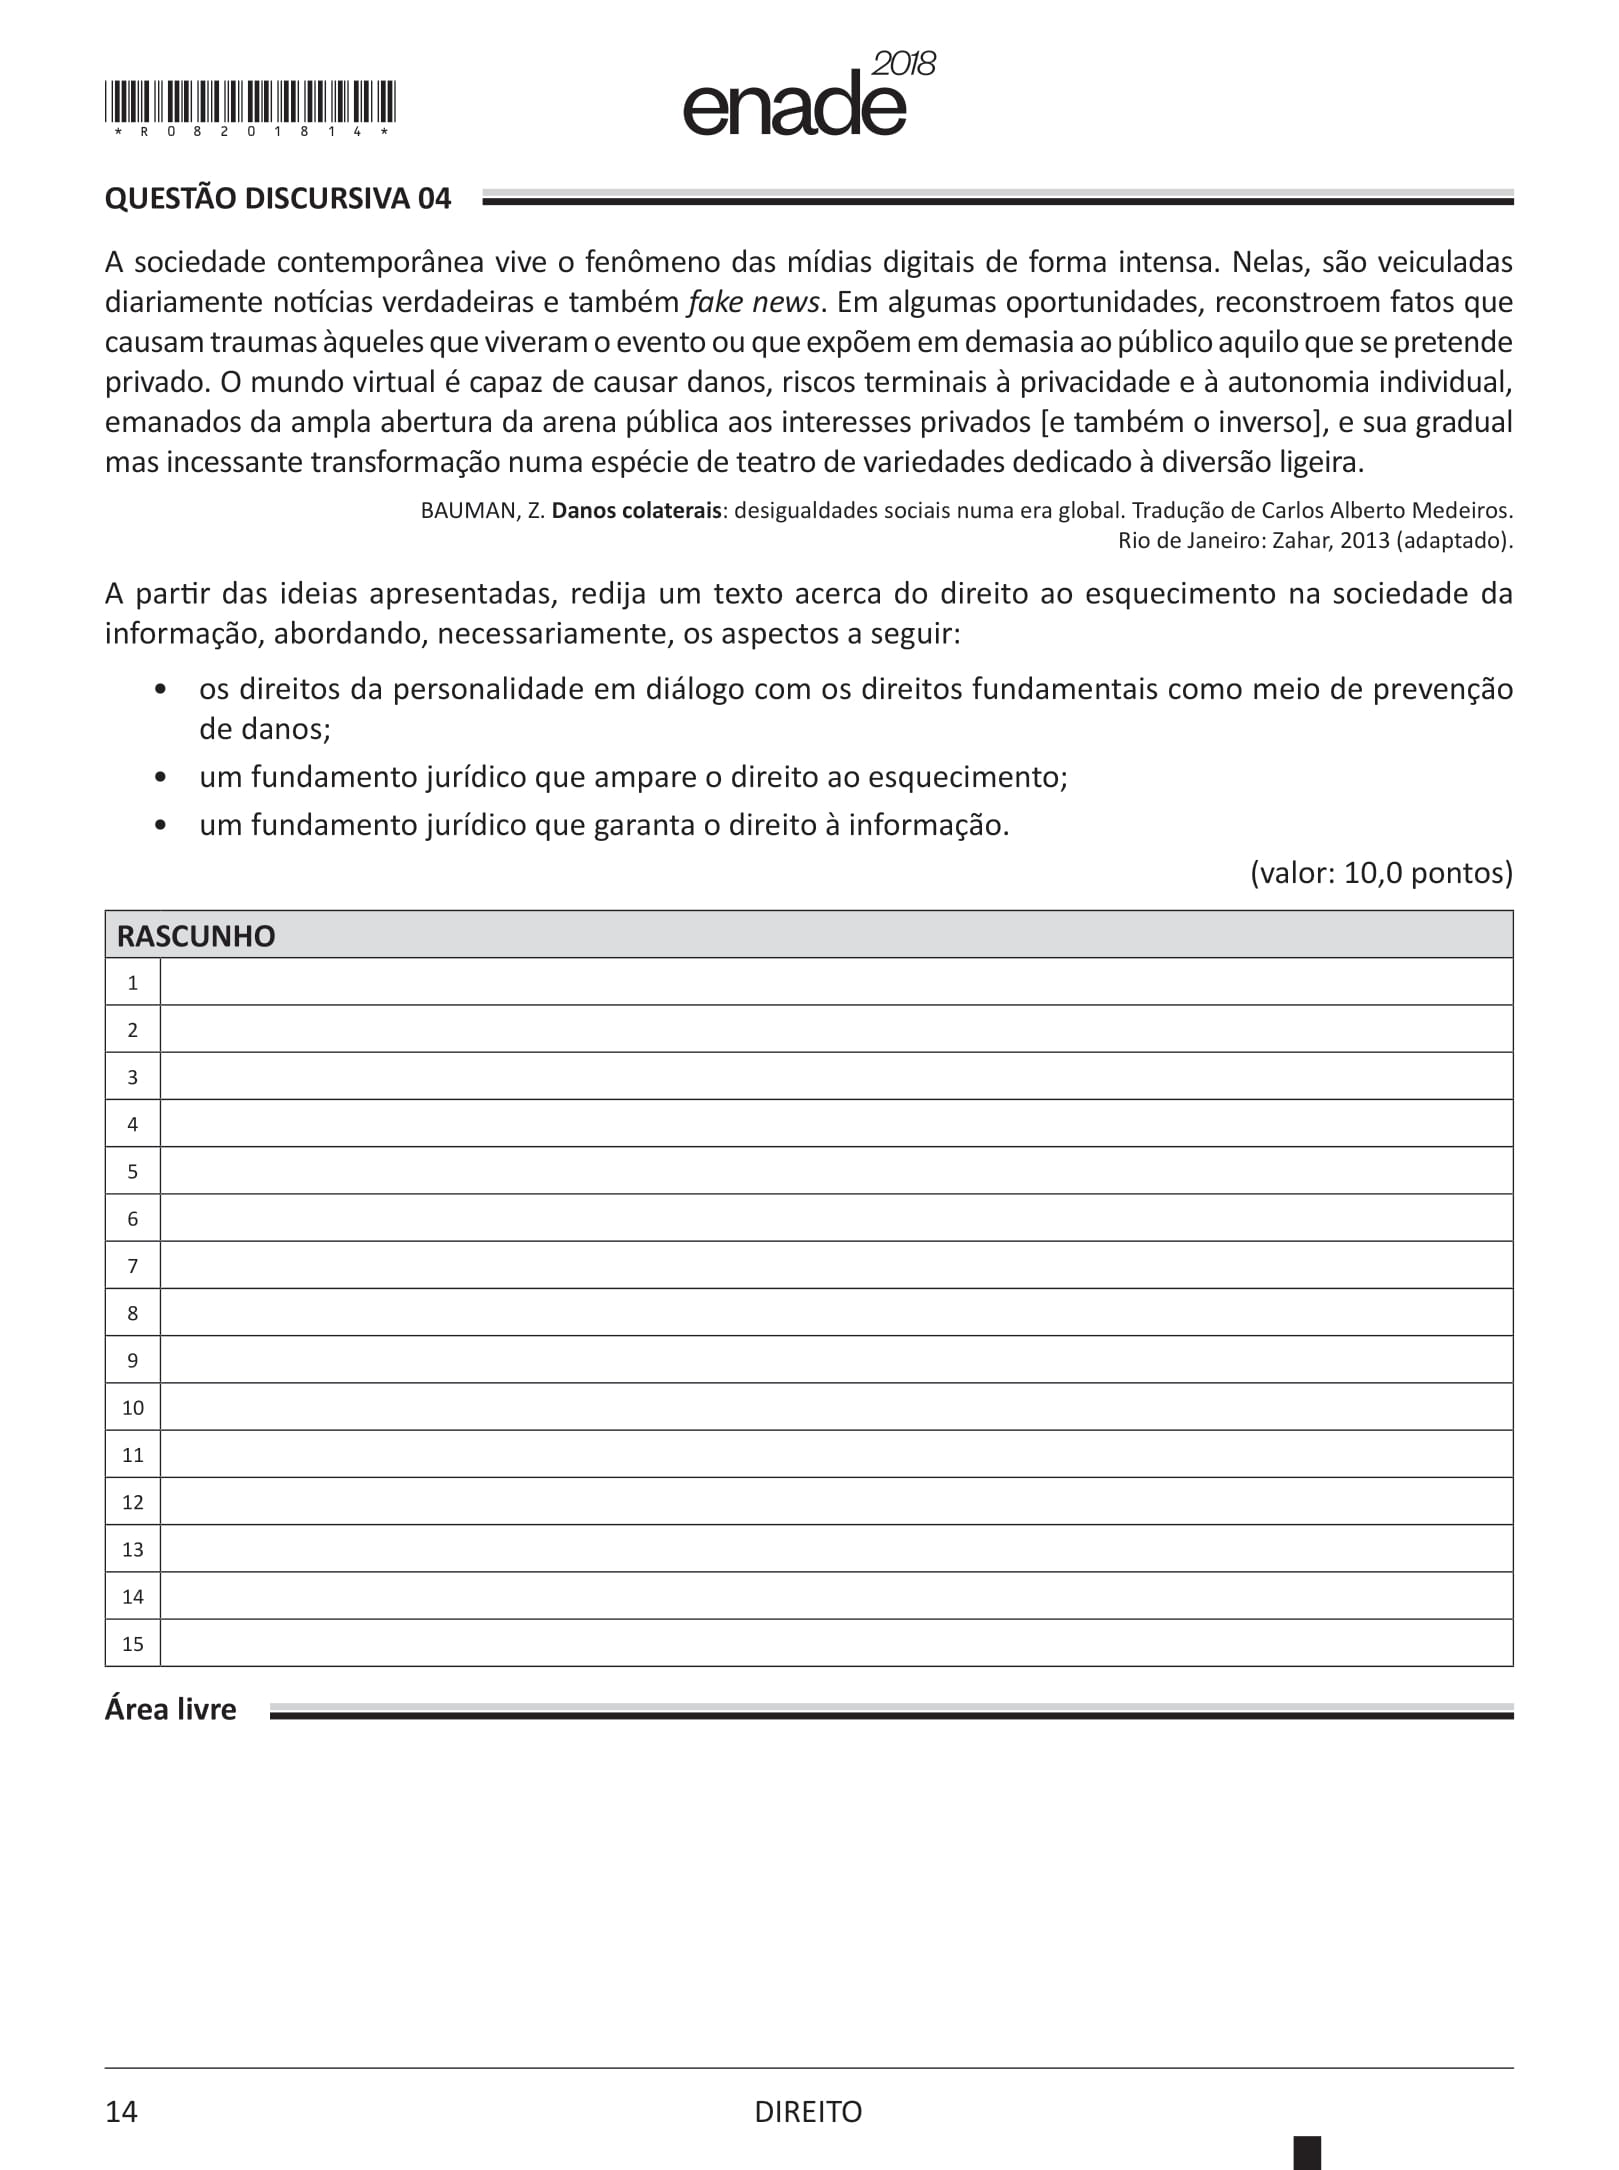 2018
enade
* R 0 8 2 0 1 8 1 4 *
QUESTÃO DISCURSIVA 04
A sociedade contemporânea vive o fenômeno das mídias digitais de forma intensa. Nelas, são veiculadas
diariamente notícias verdadeiras e também fake news. Em algumas oportunidades, reconstroem fatos que
causam traumas àqueles que viveram o evento ou que expõem em demasia ao público aquilo que se pretende
privado. O mundo virtual é capaz de causar danos, riscos terminais à privacidade e à autonomia individual,
emanados da ampla abertura da arena pública aos interesses privados [e também o inverso], e sua gradual
mas incessante transformação numa espécie de teatro de variedades dedicado à diversão ligeira.
BAUMAN, Z. Danos colaterais: desigualdades sociais numa era global. Tradução de Carlos Alberto Medeiros.
Rio de Janeiro: Zahar, 2013 (adaptado).
A partir das ideias apresentadas, redija um texto acerca do direito ao esquecimento na sociedade da
informação, abordando, necessariamente, os aspectos a seguir:
• os direitos da personalidade em diálogo com os direitos fundamentais como meio de prevenção
de danos;
• um fundamento jurídico que ampare o direito ao esquecimento;
• um fundamento jurídico que garanta o direito à informação.
(valor: 10,0 pontos)
RASCUNHO
1
2
3
4
5
6
7
8
9
10
11
12
13
14
15
Área livre
14
DIREITO